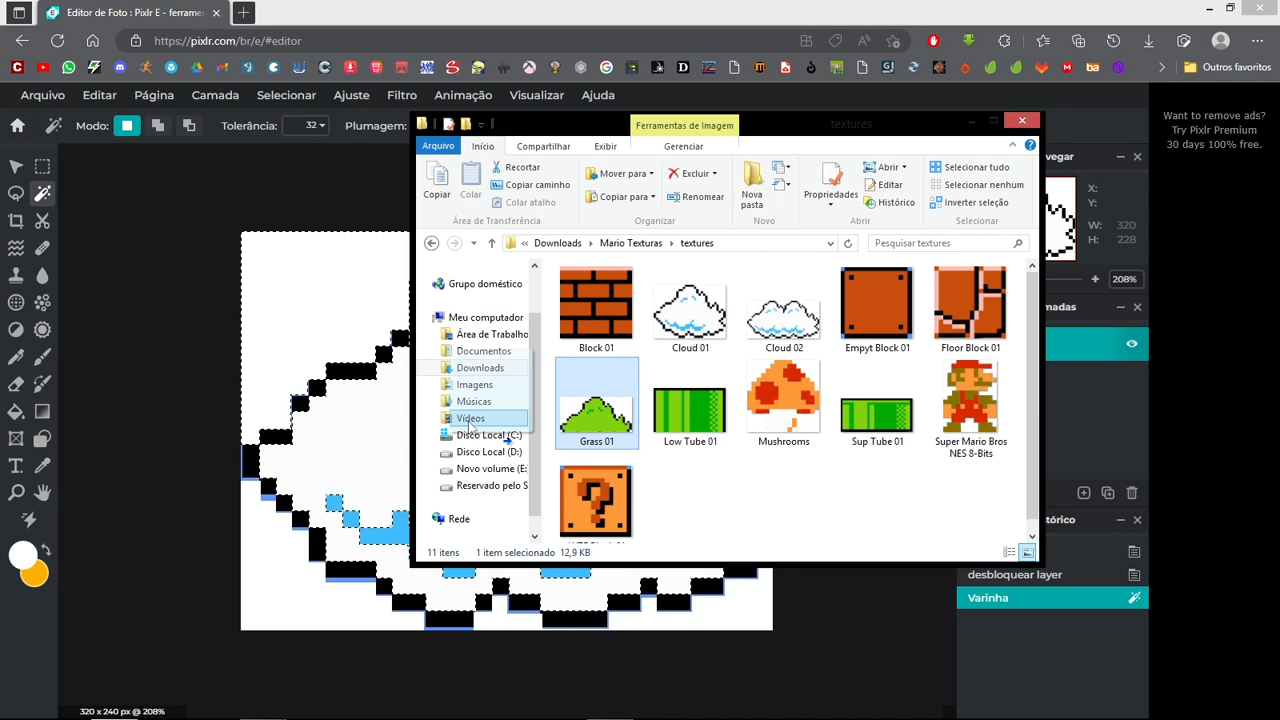 Editor de Foto : Pixlr E - ferrame
https://pixlr.com/br/e/#editor
Outros favoritos
Arquivo Editar Página Camada Selecionar Ajuste Filtro Animação Visualizar Ajuda
Modo: Tolerância: 32 Plumagem:
Want to remove ads?
Try Pixlr Premium
30 days 100% free.
Ferramentas de Imagem
textures
Arquivo Início Compartilhar Exibir Gerenciar
Copiar
Colar
Recortar
Copiar caminho
Colar atalho
Área de Transferência
Mover para
Copiar para
Excluir
Renomear
Organizar
Nova
pasta
Novo
Propriedades
Abrir
Editar
Histórico
Abrir
Selecionar tudo
Selecionar nenhum
Inverter seleção
Selecionar
« Downloads Mario Texturas textures
Pesquisar textures
Grupo doméstico
Meu computador
Área de Trabalho
Documentos
Downloads
Imagens
Músicas
Vídeos
Disco Local (C:)
Disco Local (D:)
Novo volume (E:
Reservado pelo S
Rede
Block 01
Cloud 01
Cloud 02
Empyt Block 01
Floor Block 01
Grass 01
Low Tube 01
Mushrooms
Sup Tube 01
Super Mario Bros
NES 8-Bits
11 itens 1 item selecionado 12,9 KB
vegar
X:
Y:
W: 320
H: 228
208%
madas
stórico
desbloquear layer
Varinha
320 x 240 px @ 208%